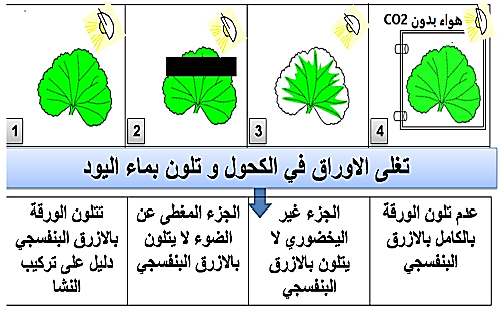 هواء بدون CO2
1
2
3
4
تغلى الاوراق في الكحول و تلون بماء اليود
تتلون الورقة
بالازرق البنفسجي
دليل على تركيب
النشا
الجزء المغطى عن
الضوء لا يتلون
بالازرق البنفسجي
الجزء غير
اليخضوري لا
يتلون بالازرق
البنفسجي
عدم تلون الورقة
بالكامل بالازرق
البنفسجي